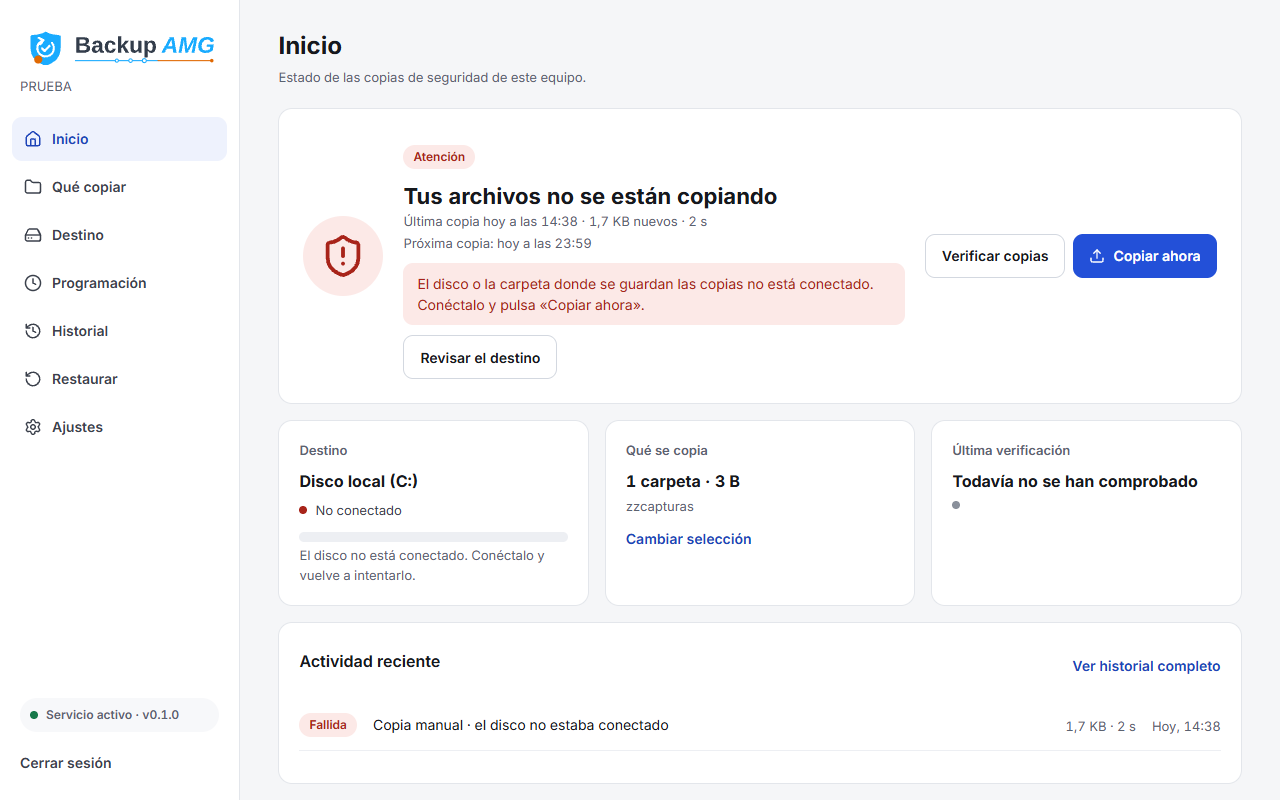 Backup AMG
PRUEBA
Inicio
Qué copiar
Destino
Programación
Historial
Restaurar
Ajustes
Servicio activo · v0.1.0
Cerrar sesión
Inicio
Estado de las copias de seguridad de este equipo.
Atención
Tus archivos no se están copiando
Última copia hoy a las 14:38 · 1,7 KB nuevos · 2 s
Próxima copia: hoy a las 23:59
El disco o la carpeta donde se guardan las copias no está conectado.
Conéctalo y pulsa «Copiar ahora».
Revisar el destino
Verificar copias
Copiar ahora
Destino
Disco local (C:)
No conectado
El disco no está conectado. Conéctalo y
vuelve a intentarlo.
Qué se copia
1 carpeta · 3 B
zzcapturas
Cambiar selección
Última verificación
Todavía no se han comprobado
Actividad reciente
Ver historial completo
Fallida
Copia manual · el disco no estaba conectado
1,7 KB · 2 s
Hoy, 14:38